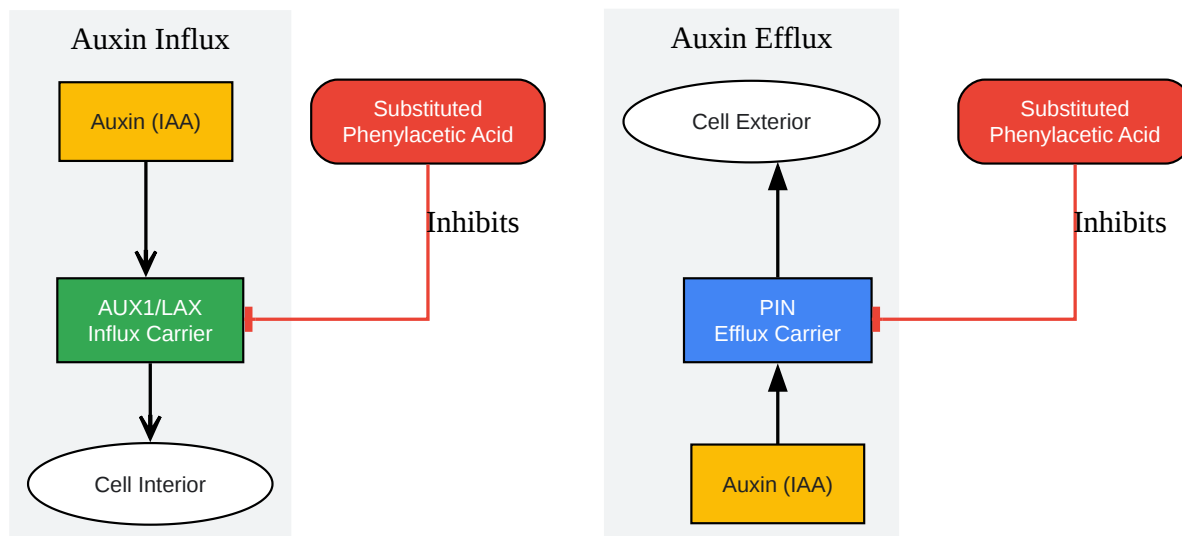 Auxin Influx
Auxin (IAA)
Substituted
Phenylacetic Acid
Inhibits
AUX1/LAX
Influx Carrier
Cell Interior
Auxin Efflux
Cell Exterior
Substituted
Phenylacetic Acid
Inhibits
PIN
Efflux Carrier
Auxin (IAA)